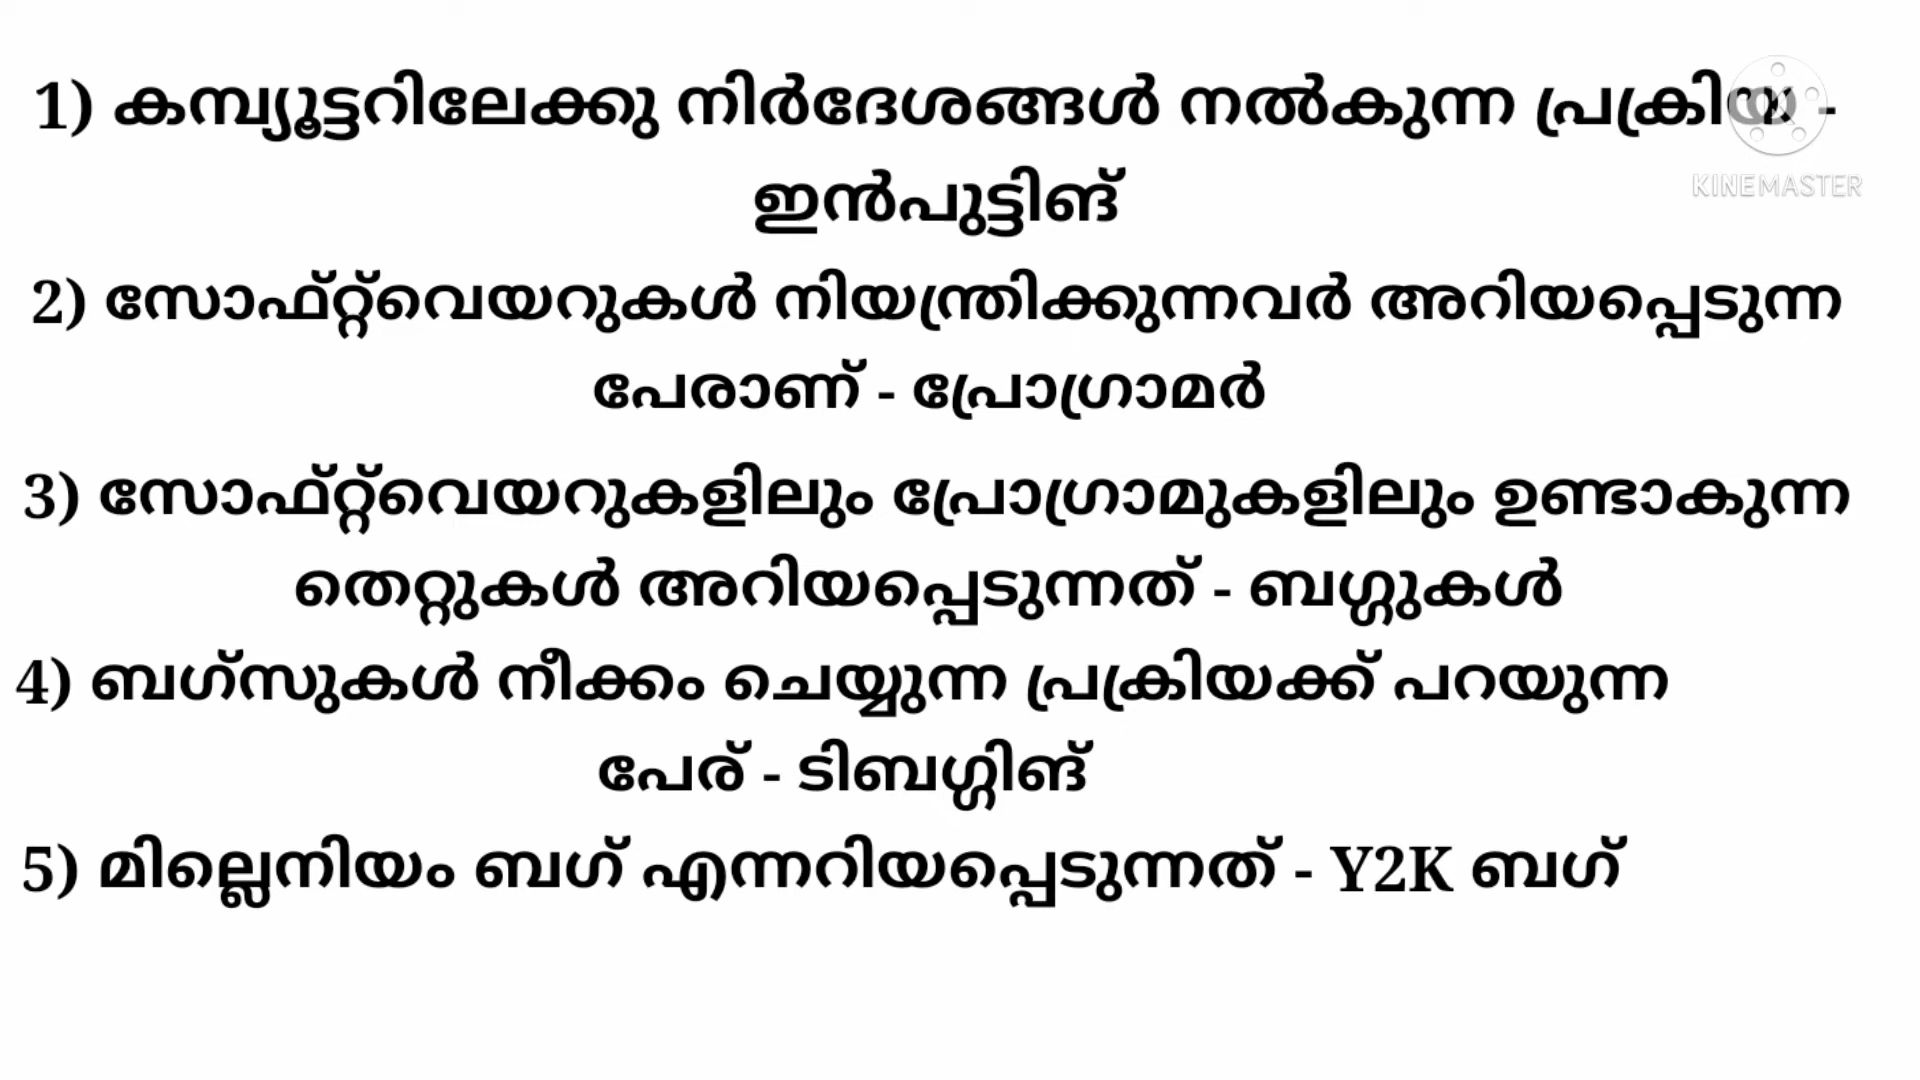 1) കമ്പ്യൂട്ടറിലേക്കു നിർദേശങ്ങൾ നൽകുന്ന പ്രക്രിയ -
ഇൻപുട്ടിങ്
KINEMASTER
2) സോഫ്റ്റ്‌വെയറുകൾ നിയന്ത്രിക്കുന്നവർ അറിയപ്പെടുന്ന
പേരാണ് - പ്രോഗ്രാമർ
3) സോഫ്റ്റ്‌വെയറുകളിലും പ്രോഗ്രാമുകളിലും ഉണ്ടാകുന്ന
തെറ്റുകൾ അറിയപ്പെടുന്നത് - ബഗ്ഗുകൾ
4) ബഗ്‌സുകൾ നീക്കം ചെയ്യുന്ന പ്രക്രിയക്ക് പറയുന്ന
പേര് - ടിബഗ്ഗിങ്
5) മില്ലെനിയം ബഗ് എന്നറിയപ്പെടുന്നത് - Y2K ബഗ്